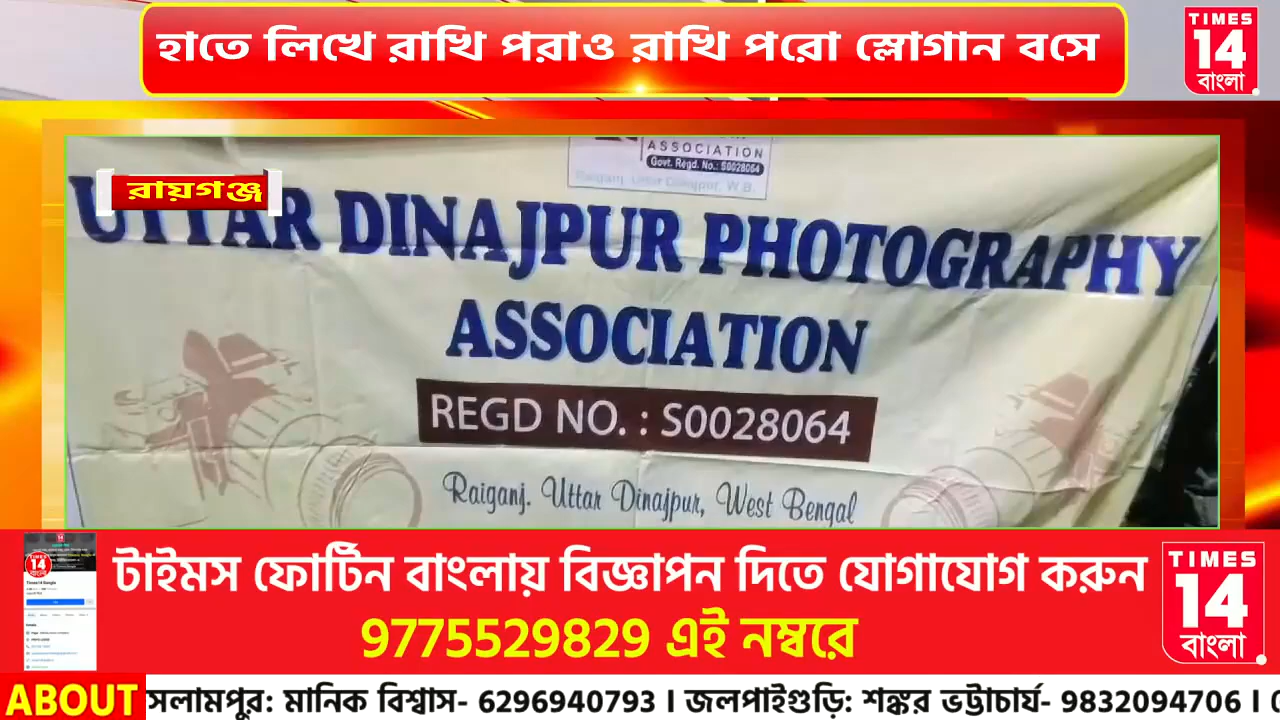 হাতে লিখে রাখি পরাও রাখি পরো স্লোগান বসে
TIMES
14
বাংলা
ASSOCIATION
Govt. Regd. No.: S0028064
Raiganj, Uttar Dinajpur, W.B.
রায়গঞ্জ
UTTAR DINAJPUR PHOTOGRAPHY
ASSOCIATION
REGD NO. : S0028064
Raiganj. Uttar Dinajpur, West Bengal
টাইমস ফোর্টিন বাংলায় বিজ্ঞাপন দিতে যোগাযোগ করুন
9775529829 এই নম্বরে
TIMES
14
বাংলা
ABOUT
সলামপুর: মানিক বিশ্বাস- 6296940793 । জলপাইগুড়ি: শঙ্কর ভট্টাচার্য- 9832094706 ।